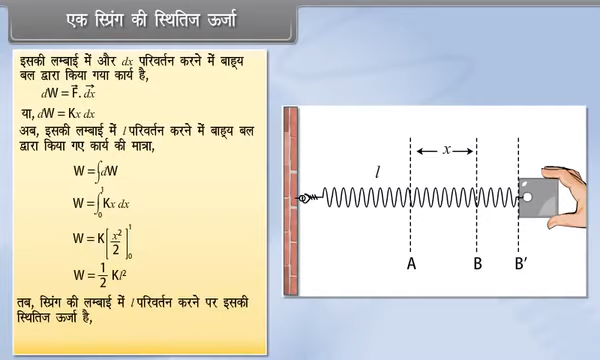 एक स्प्रिंग की स्थितिज ऊर्जा
इसकी लम्बाई में और dx परिवर्तन करने में बाह्य
बल द्वारा किया गया कार्य है,
dW = F⃗. dx⃗
या, dW = Kx dx
अब, इसकी लम्बाई में l परिवर्तन करने में बाह्य बल
द्वारा किया गए कार्य की मात्रा,
W = ∫dW
W = ∫₀¹ Kx dx
W = K[x²/2]₀¹
W = 1/2 Kl²
तब, स्प्रिंग की लम्बाई में l परिवर्तन करने पर इसकी
स्थितिज ऊर्जा है,
x
l
A B B′